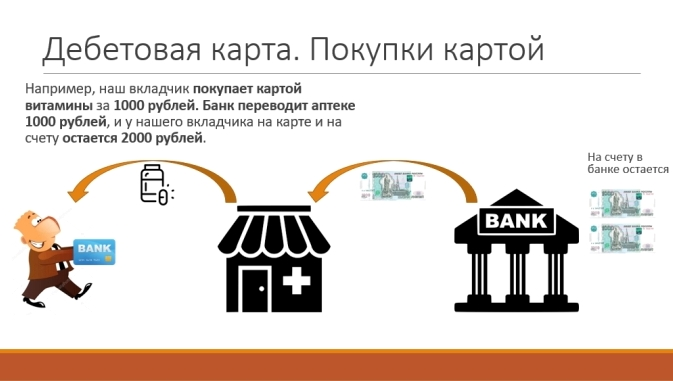 Дебетовая карта. Покупки картой
Например, наш вкладчик покупает картой
витамины за 1000 рублей. Банк переводит аптеке
1000 рублей, и у нашего вкладчика на карте и на
счету остается 2000 рублей.
На счету в
банке остается
BANK
BANK